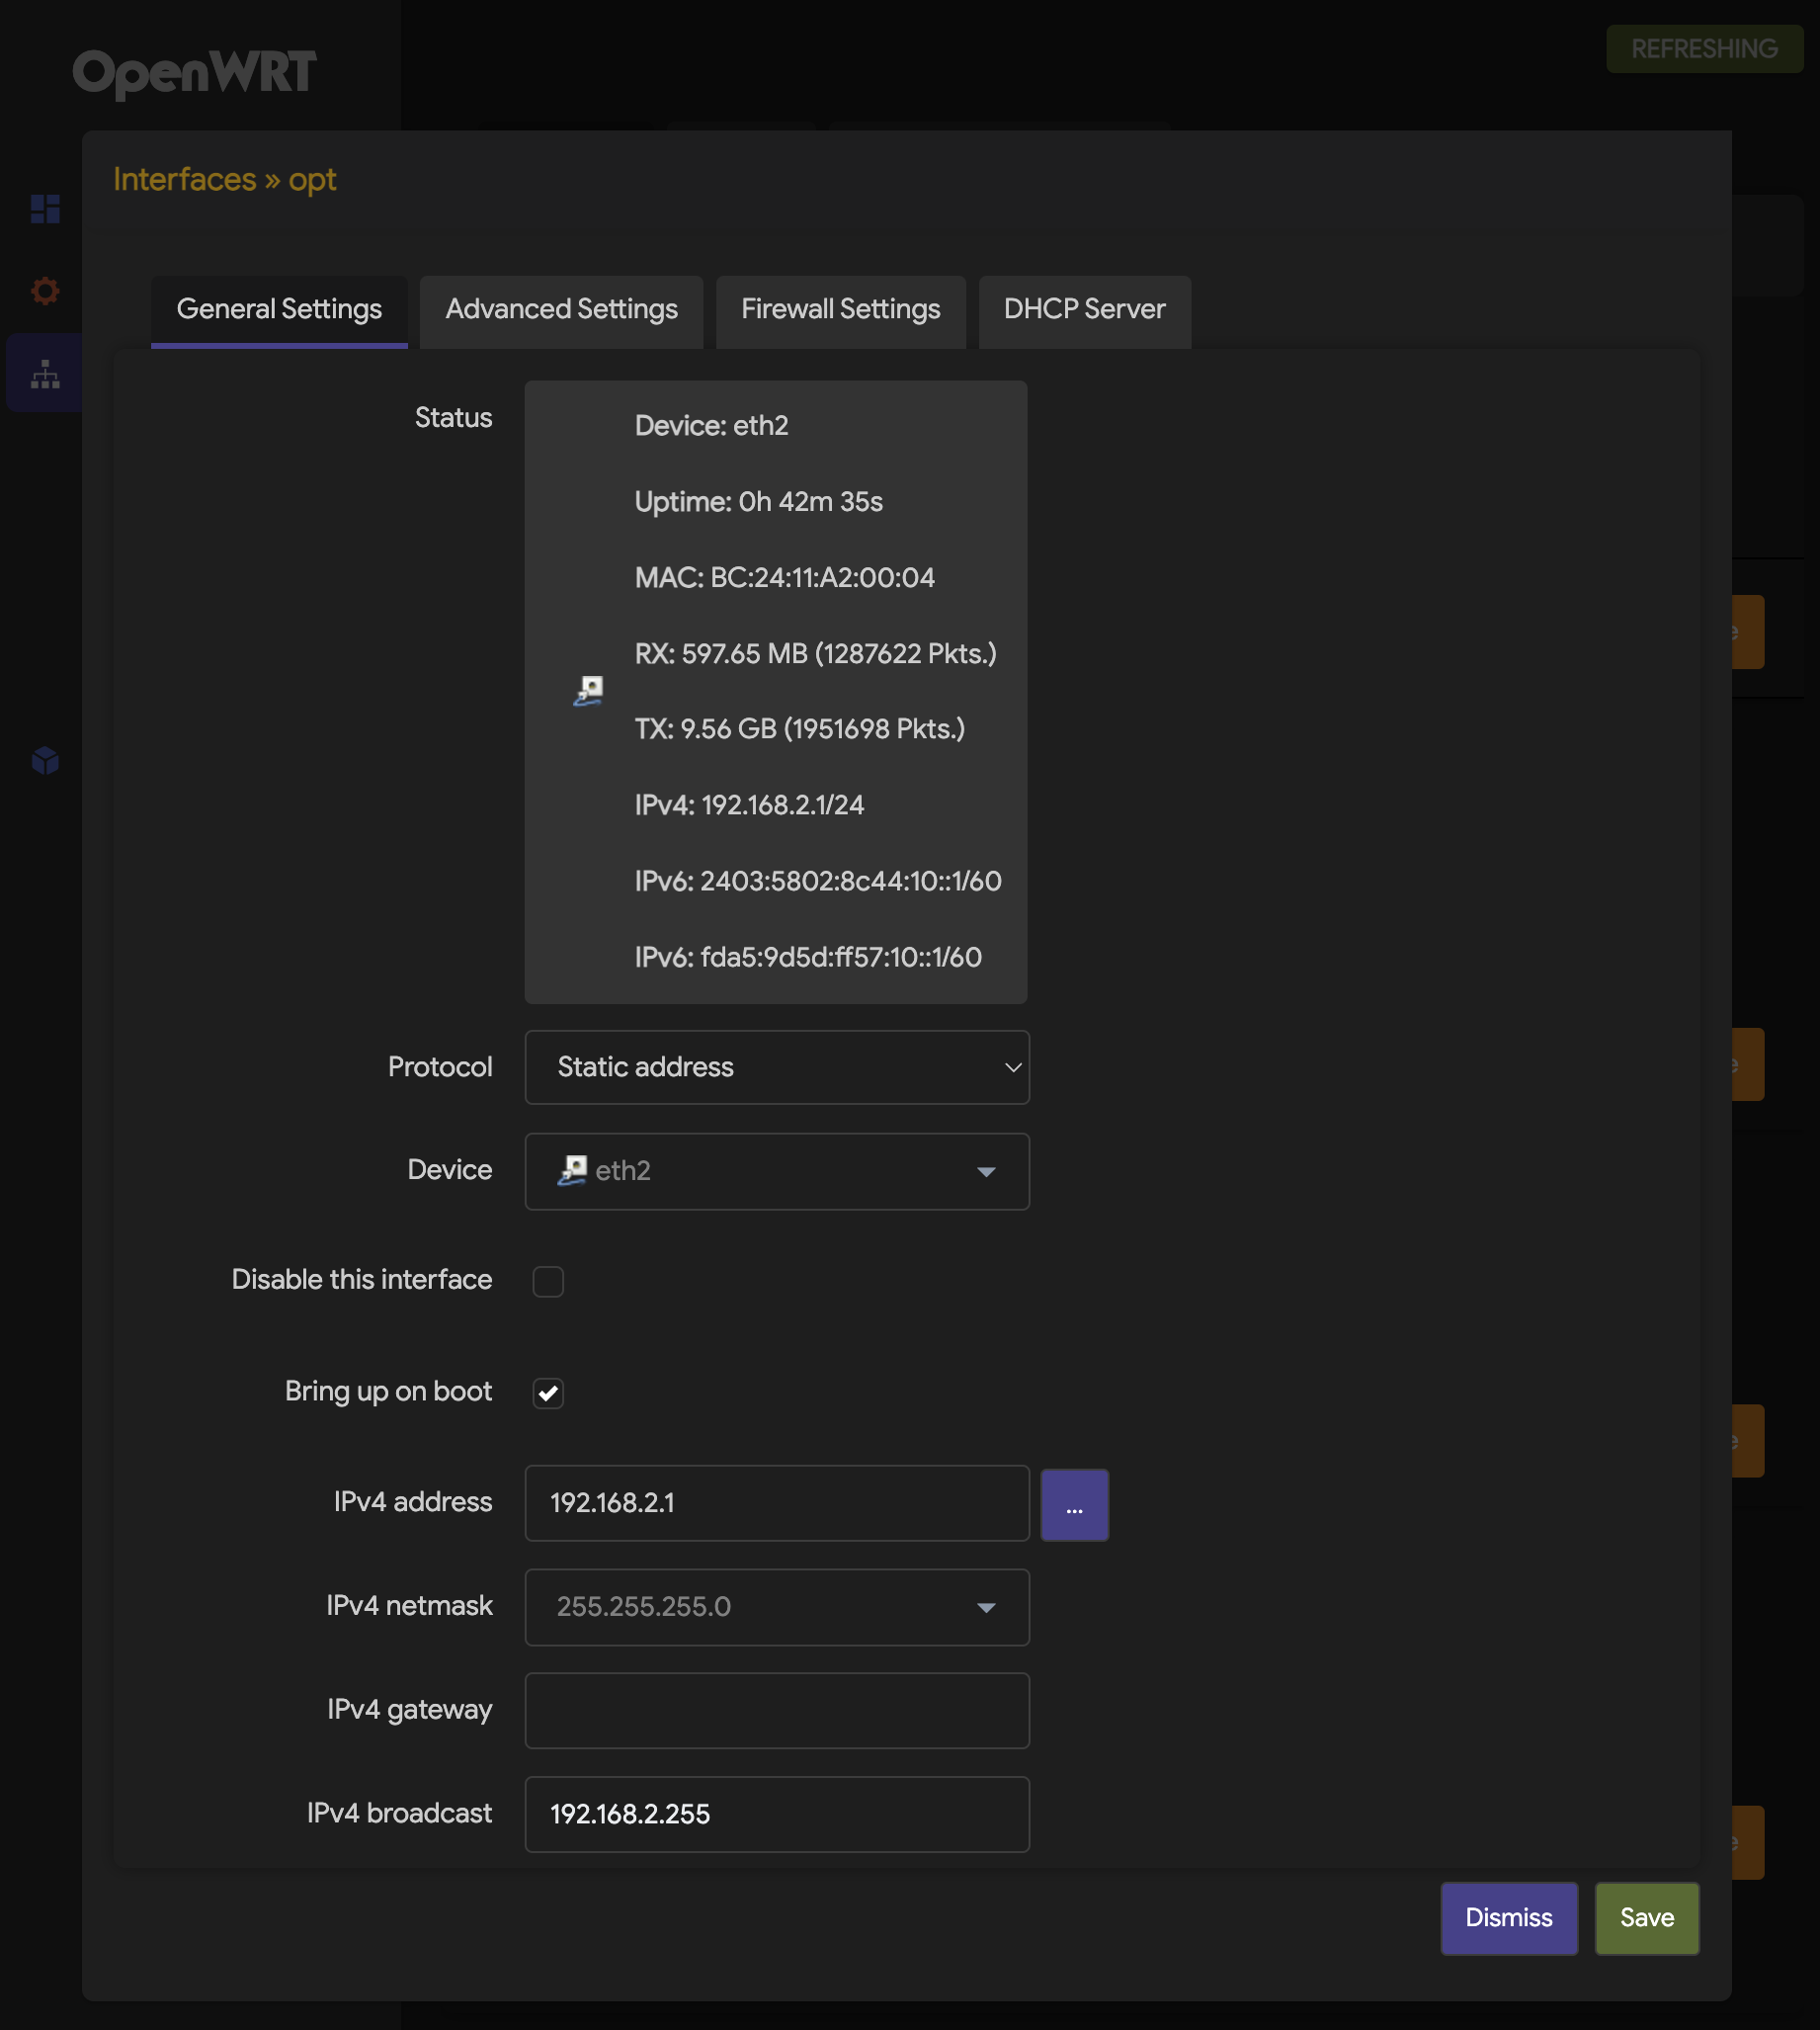 OpenWRT
REFRESHING
Interfaces » opt
General Settings
Advanced Settings
Firewall Settings
DHCP Server
Status
Device: eth2
Uptime: 0h 42m 35s
MAC: BC:24:11:A2:00:04
RX: 597.65 MB (1287622 Pkts.)
TX: 9.56 GB (1951698 Pkts.)
IPv4: 192.168.2.1/24
IPv6: 2403:5802:8c44:10::1/60
IPv6: fda5:9d5d:ff57:10::1/60
Protocol
Static address
Device
eth2
Disable this interface
Bring up on boot
IPv4 address
192.168.2.1
...
IPv4 netmask
255.255.255.0
IPv4 gateway
IPv4 broadcast
192.168.2.255
Dismiss
Save